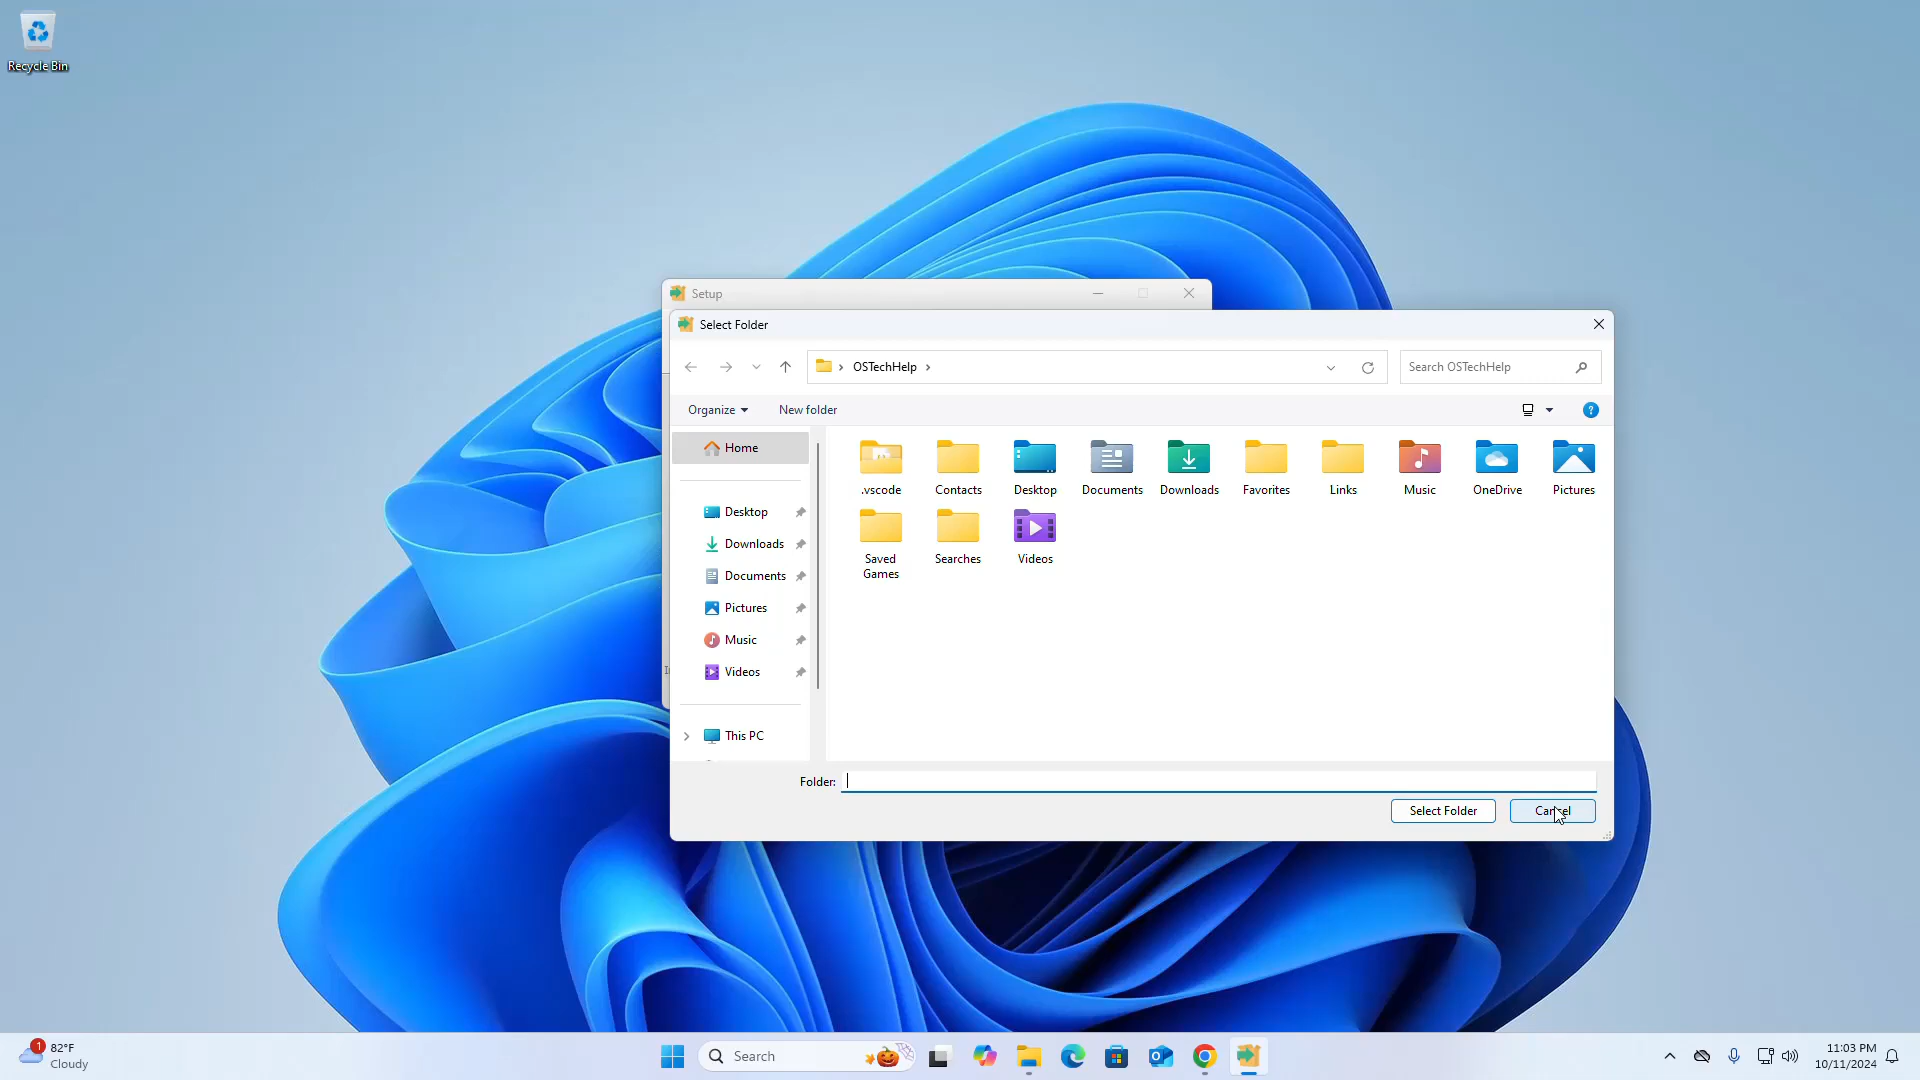 Recycle Bin
Setup
Select Folder
OSTechHelp
Search OSTechHelp
Organize
New folder
Home
Desktop
Downloads
Documents
Pictures
Music
Videos
This PC
.vscode
Contacts
Desktop
Documents
Downloads
Favorites
Links
Music
OneDrive
Pictures
Saved
Games
Searches
Videos
Folder:
Select Folder
Cancel
1
82°F
Cloudy
Search
11:03 PM
10/11/2024